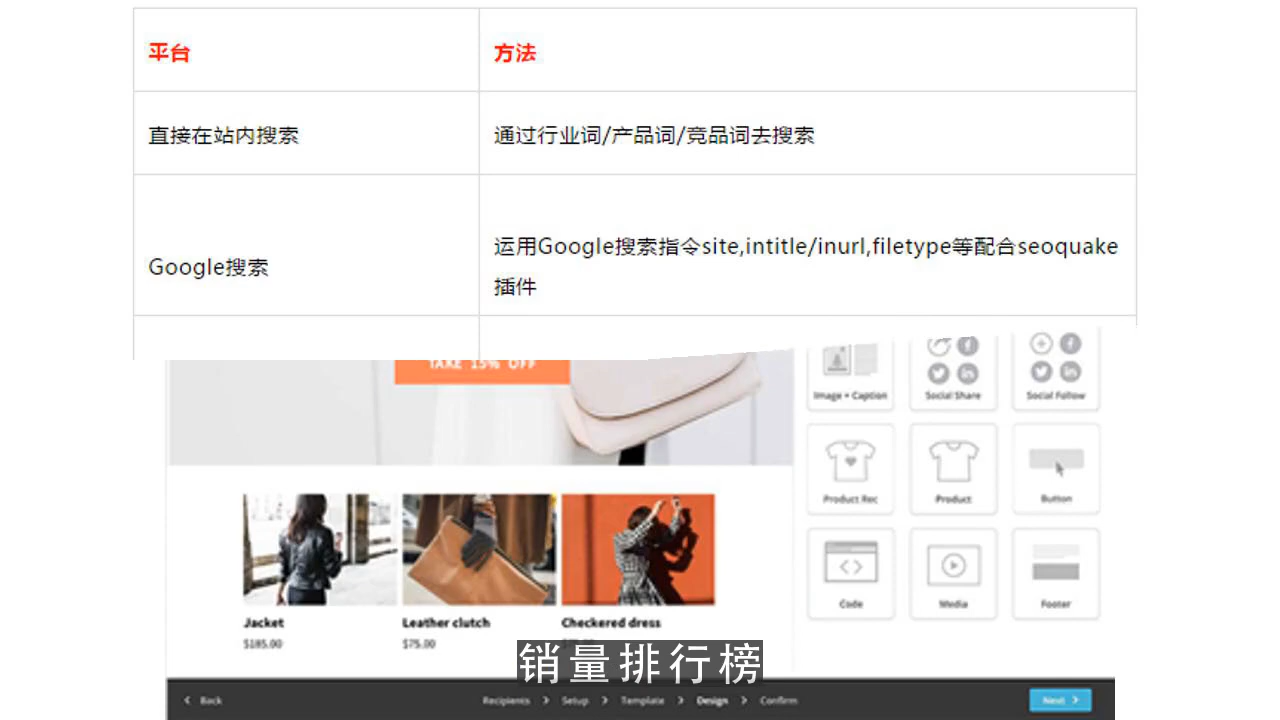 平台
方法
直接在站内搜索
通过行业词/产品词/竞品词去搜索
Google搜索
运用Google搜索指令site,intitle/inurl,filetype等配合seoquake
插件
TAKE 15% OFF
Image + Caption
Social Share
Social Follow
Product Rec
Product
Button
Code
Media
Footer
Jacket
Leather clutch
Checkered dress
$185.00
$75.00
销量排行榜
Back
Recipients
Setup
Template
Design
Confirm
Next